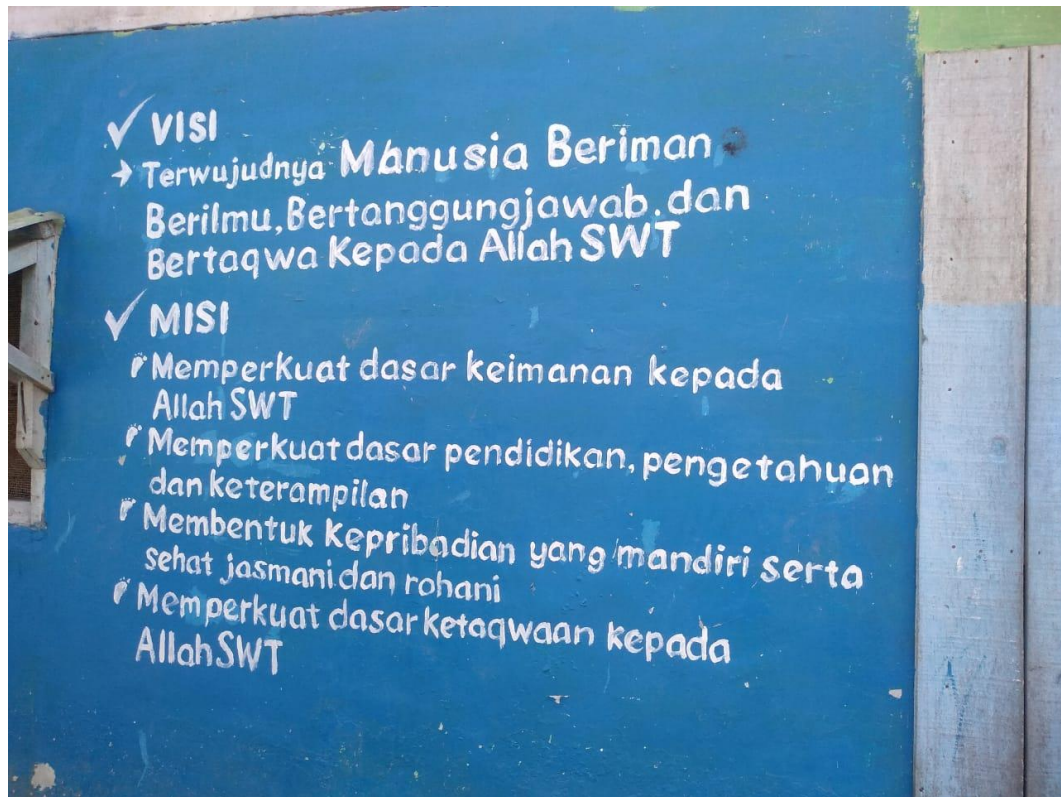 ✓ VISI
→ Terwujudnya Manusia Beriman
Berilmu, Bertanggungjawab, dan
Bertaqwa Kepada Allah SWT
✓ MISI
Memperkuat dasar keimanan kepada
Allah SWT
Memperkuat dasar pendidikan, pengetahuan
dan keterampilan
Membentuk Kepribadian yang mandiri serta
sehat jasmani dan rohani
Memperkuat dasar ketaqwaan kepada
Allah SWT